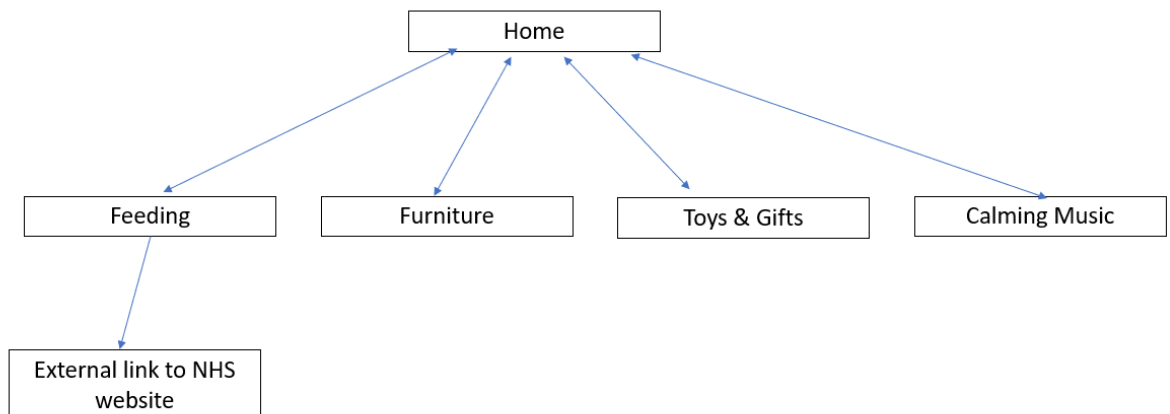 Home
Feeding
Furniture
Toys & Gifts
Calming Music
External link to NHS
website